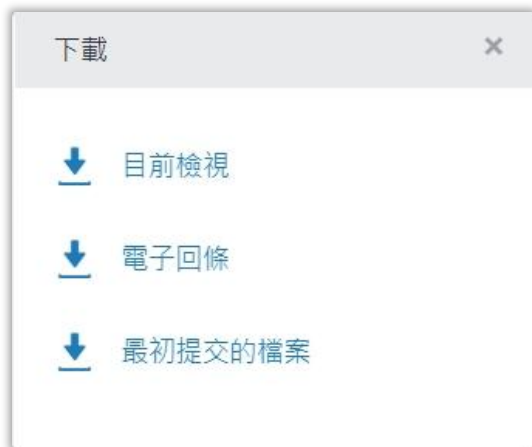 下載
目前檢視
電子回條
最初提交的檔案